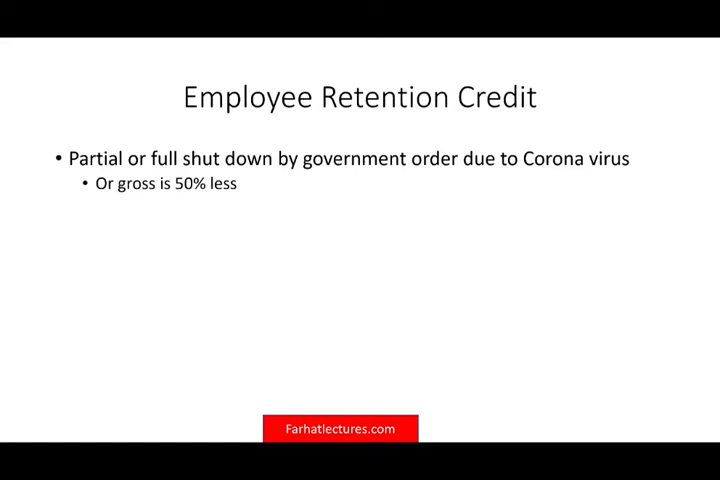 Employee Retention Credit
• Partial or full shut down by government order due to Corona virus
• Or gross is 50% less
Farhatlectures.com